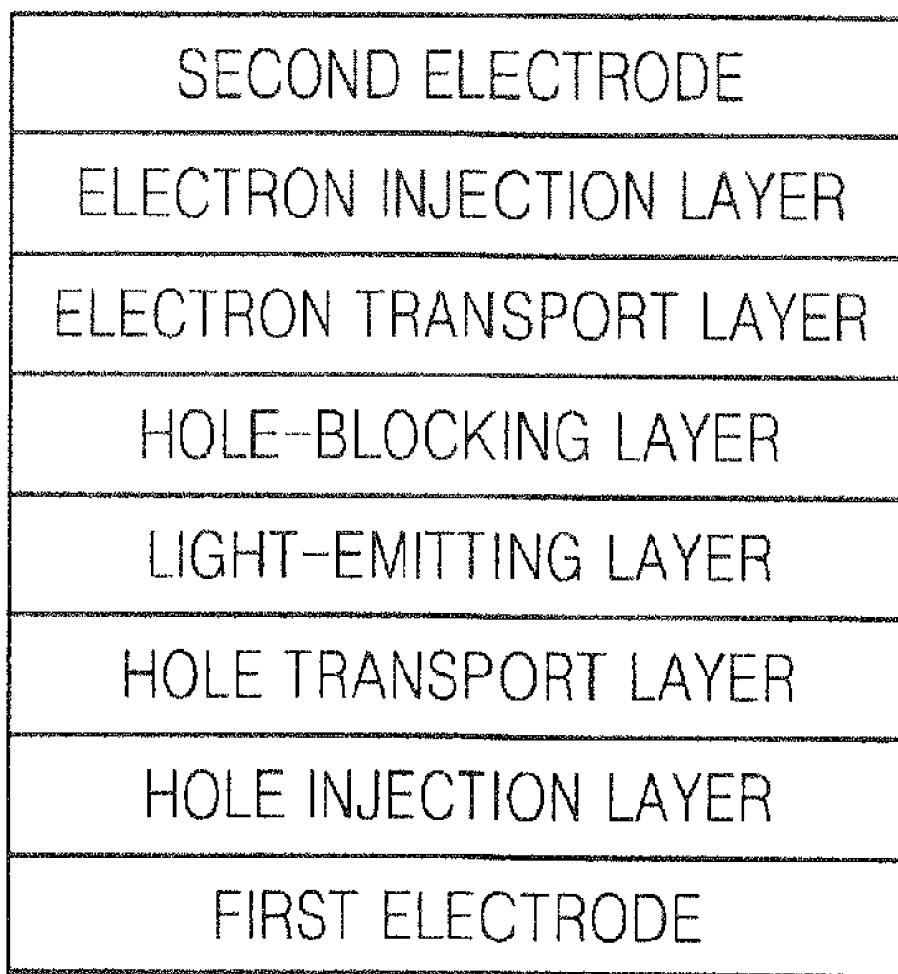 SECOND ELECTRODE
ELECTRON INJECTION LAYER
ELECTRON TRANSPORT LAYER
HOLE-BLOCKING LAYER
LIGHT-EMITTING LAYER
HOLE TRANSPORT LAYER
HOLE INJECTION LAYER
FIRST ELECTRODE